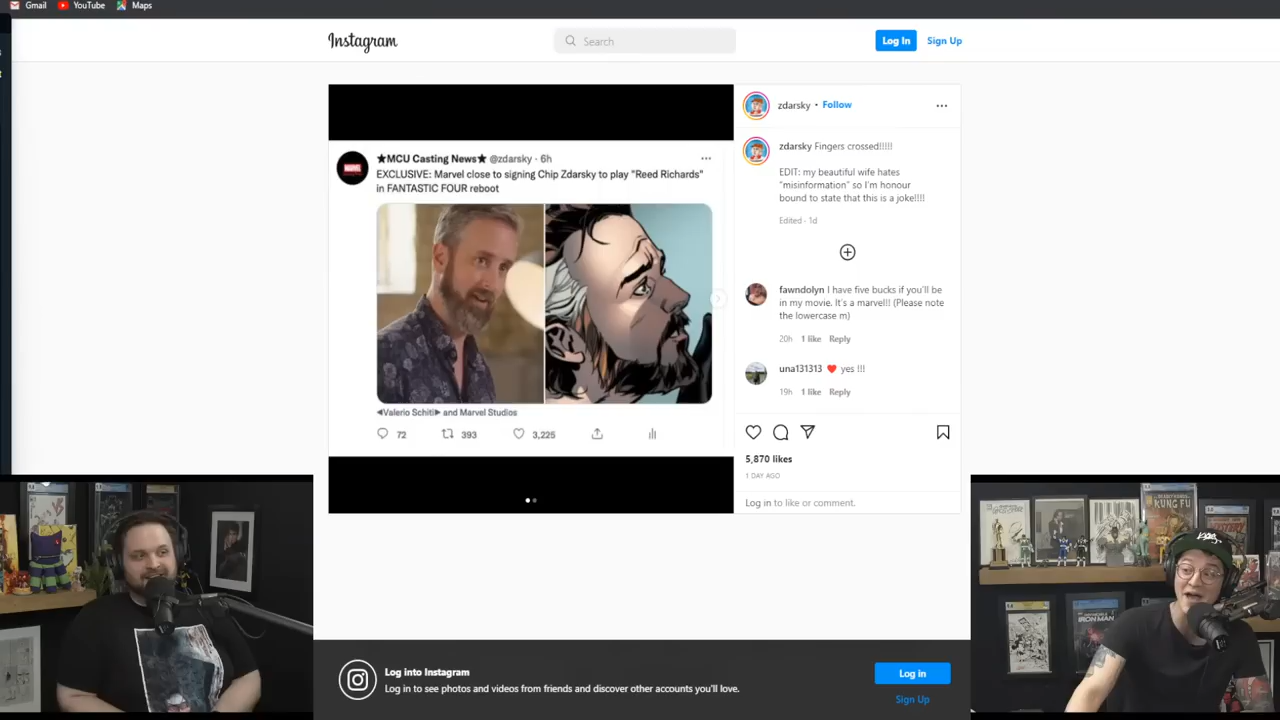 Gmail
YouTube
Maps
Instagram
Search
Log In
Sign Up
★MCU Casting News★ @zdarsky · 6h
EXCLUSIVE: Marvel close to signing Chip Zdarsky to play "Reed Richards"
in FANTASTIC FOUR reboot
◀Valerio Schiti▶ and Marvel Studios
72
393
3,225
zdarsky • Follow
zdarsky Fingers crossed!!!!!
EDIT: my beautiful wife hates
"misinformation" so I'm honour
bound to state that this is a joke!!!!
Edited · 1d
fawndolyn I have five bucks if you'll be
in my movie. It's a marvel!! (Please note
the lowercase m)
20h 1 like Reply
una131313 ❤️ yes !!!
19h 1 like Reply
5,870 likes
1 DAY AGO
Log in to like or comment.
KUNG FU
IRON MAN
Log into Instagram
Log in to see photos and videos from friends and discover other accounts you'll love.
Log in
Sign Up